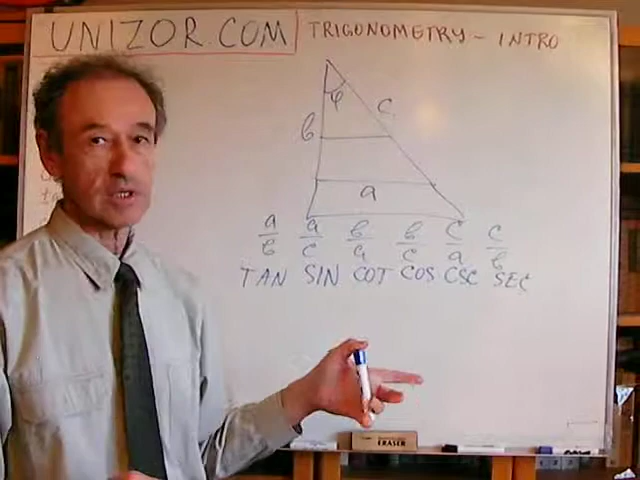 UNIZOR.COM TRIGONOMETRY - INTRO
φ
в c
a
a/в a/c в/a в/c c/a c/в
TAN SIN COT COS CSC SEC
ERASER